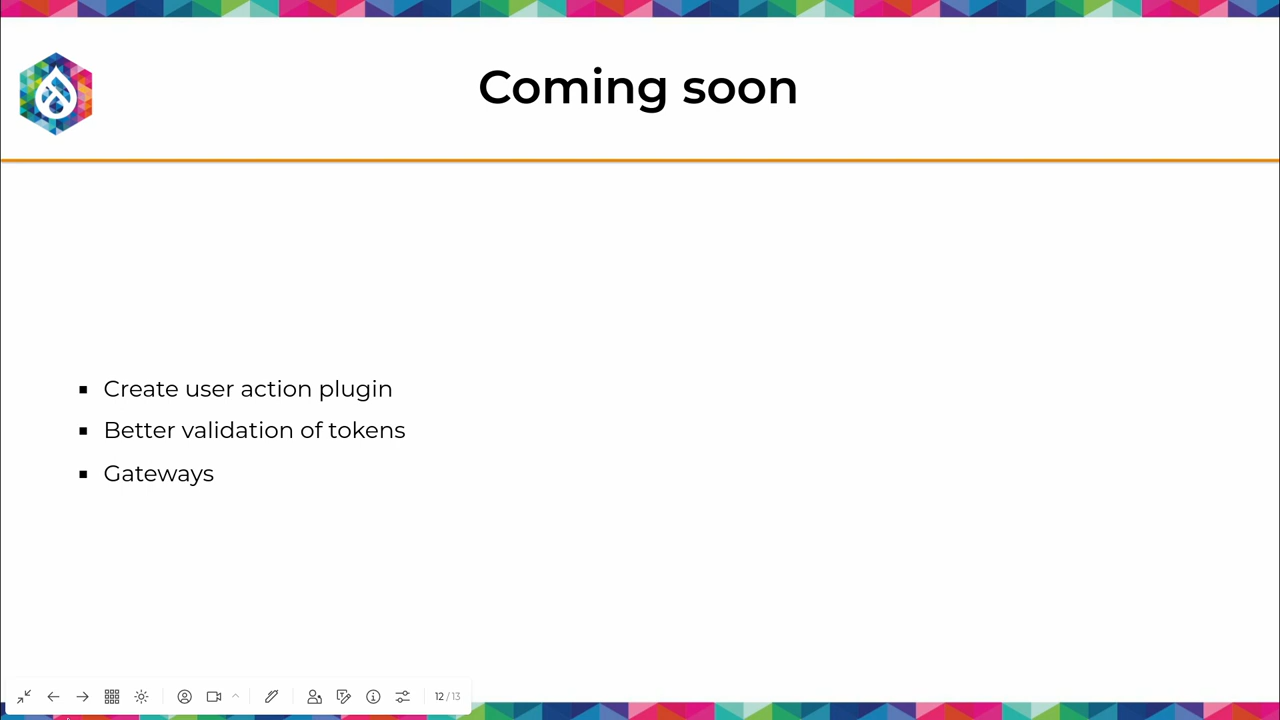 Coming soon
Create user action plugin
Better validation of tokens
Gateways
12 / 13